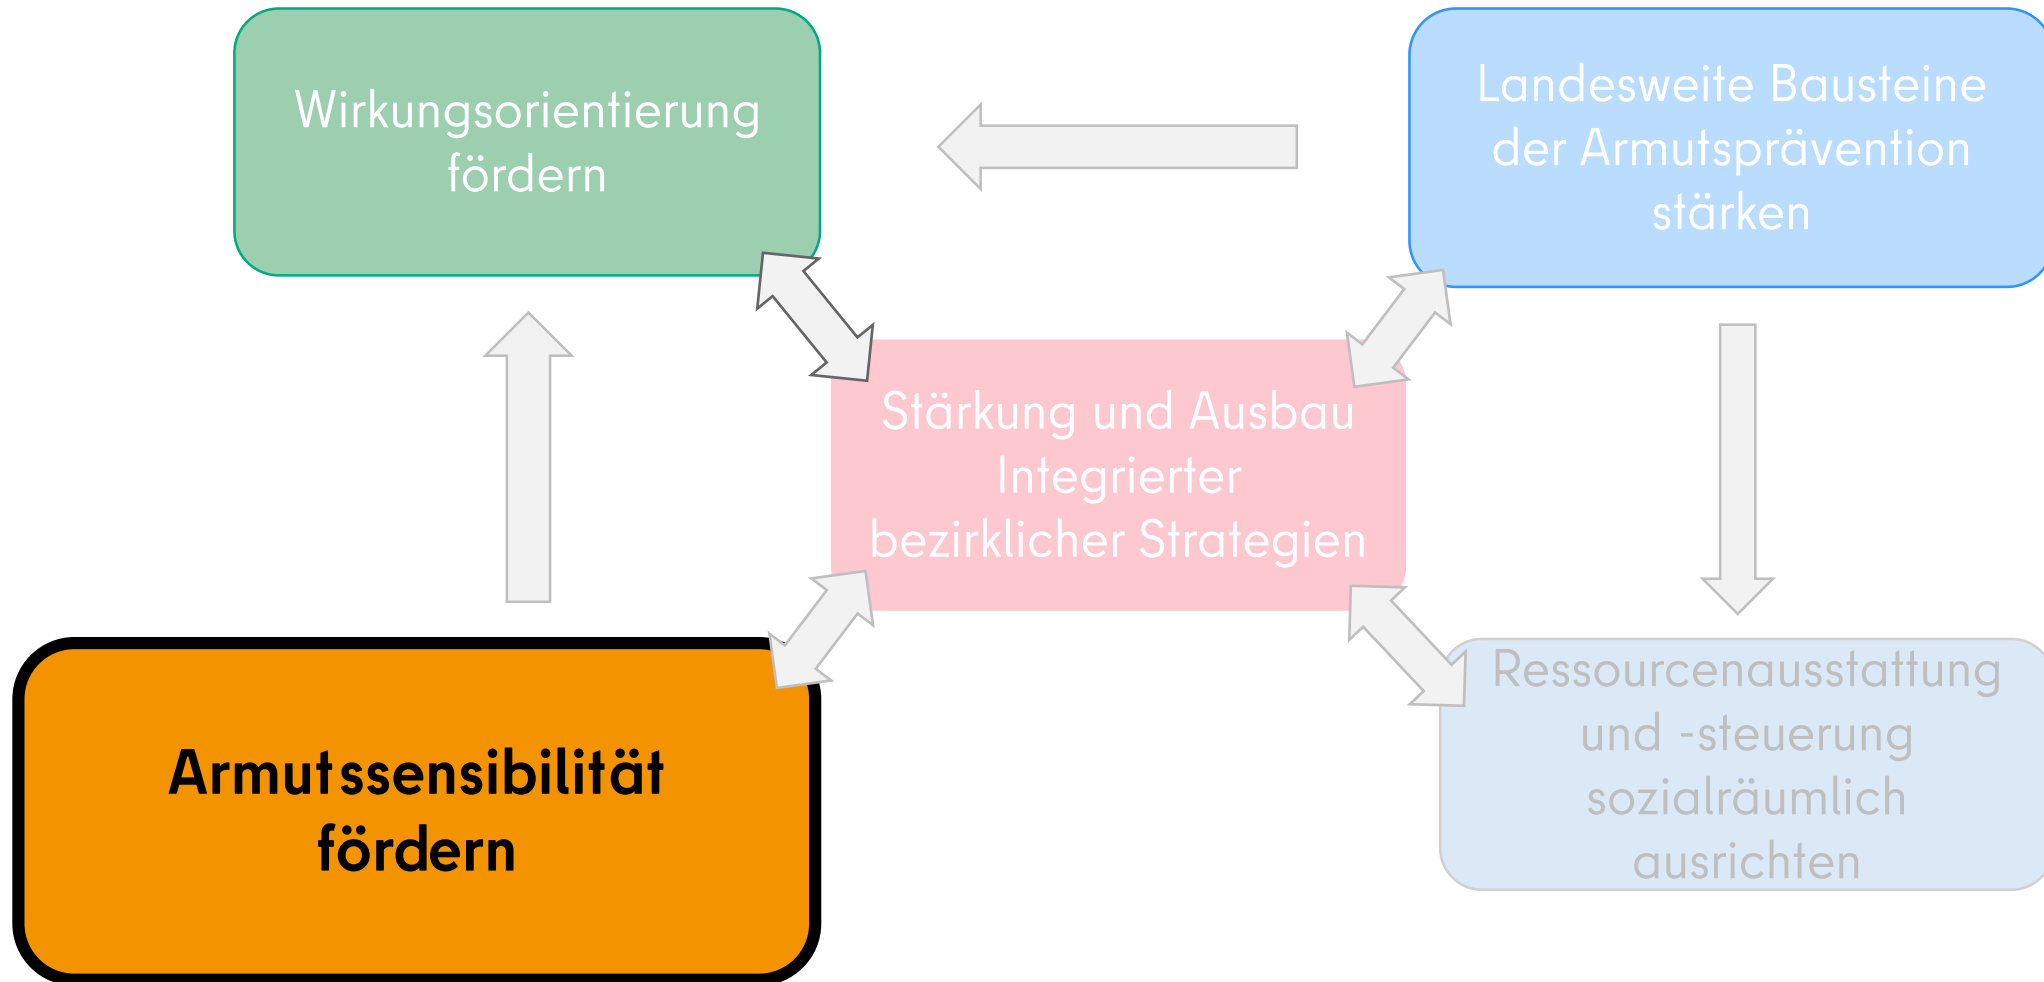 Wirkungsorientierung
fördern
Landesweite Bausteine
der Armutsprävention
stärken
Stärkung und Ausbau
Integrierter
bezirklicher Strategien
Armutssensibilität
fördern
Ressourcenausstattung
und -steuerung
sozialräumlich
ausrichten